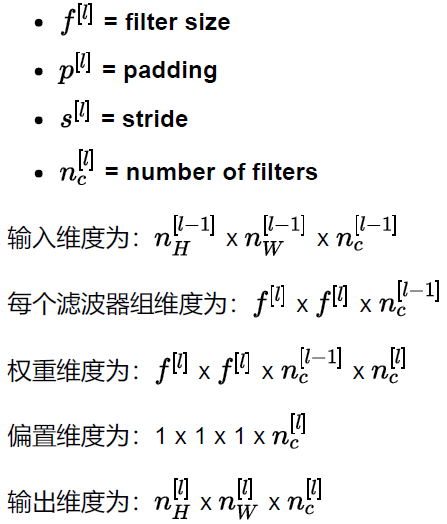 • f^{[l]} = filter size
• p^{[l]} = padding
• s^{[l]} = stride
• n_c^{[l]} = number of filters
输入维度为：n_H^{[l-1]} x n_W^{[l-1]} x n_c^{[l-1]}
每个滤波器组维度为：f^{[l]} x f^{[l]} x n_c^{[l-1]}
权重维度为：f^{[l]} x f^{[l]} x n_c^{[l-1]} x n_c^{[l]}
偏置维度为：1 x 1 x 1 x n_c^{[l]}
输出维度为：n_H^{[l]} x n_W^{[l]} x n_c^{[l]}